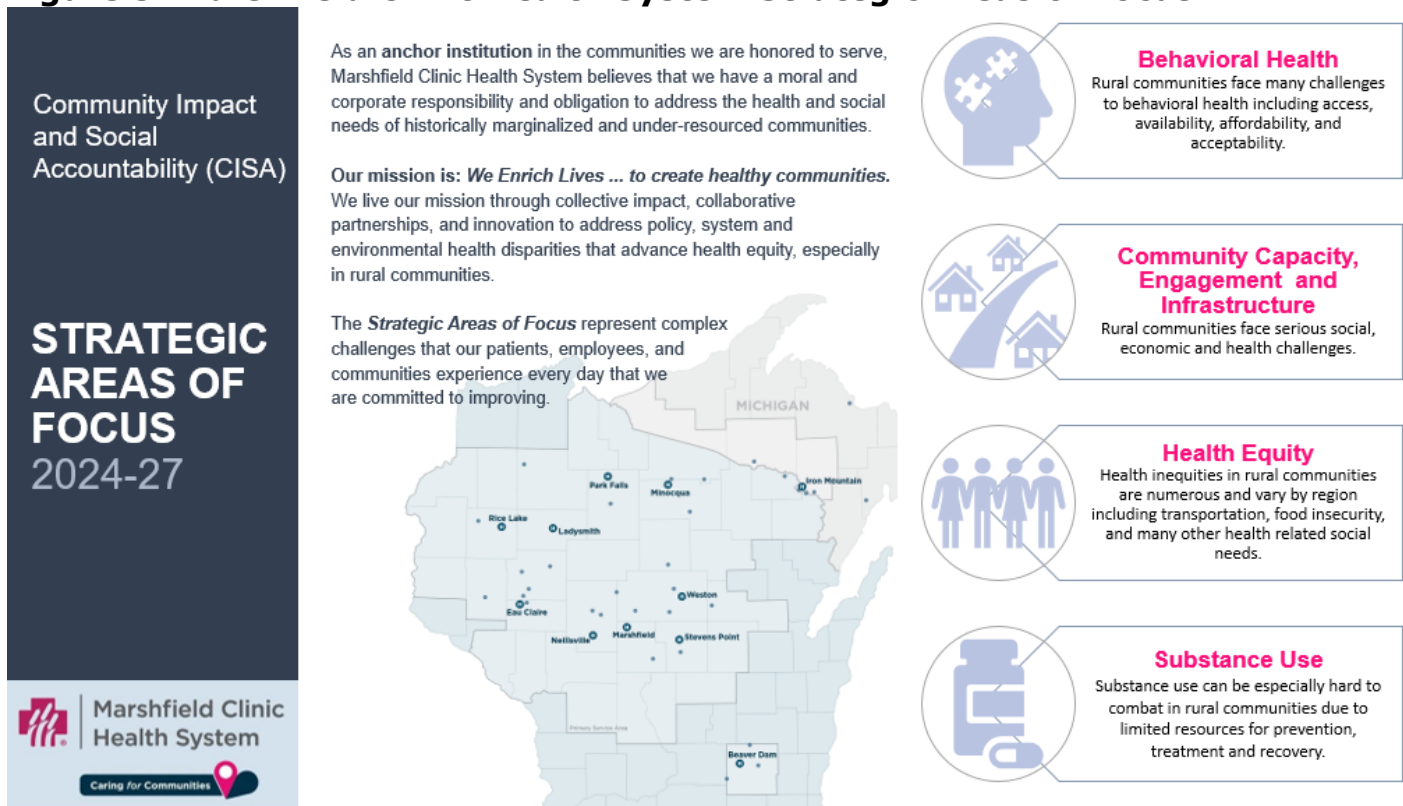 Community Impact
and Social
Accountability (CISA)
STRATEGIC
AREAS OF
FOCUS
2024-27
Marshfield Clinic
Health System
Caring for Communities
As an anchor institution in the communities we are honored to serve,
Marshfield Clinic Health System believes that we have a moral and
corporate responsibility and obligation to address the health and social
needs of historically marginalized and under-resourced communities.
Our mission is: We Enrich Lives ... to create healthy communities.
We live our mission through collective impact, collaborative
partnerships, and innovation to address policy, system and
environmental health disparities that advance health equity, especially
in rural communities.
The Strategic Areas of Focus represent complex
challenges that our patients, employees, and
communities experience every day that we
are committed to improving.
MICHIGAN
Park Falls
Minocqua
Iron Mountain
Rice Lake
Ladysmith
Eau Claire
Weston
Neillsville
Marshfield
Stevens Point
Primary Service Area
Beaver Dam
Behavioral Health
Rural communities face many challenges
to behavioral health including access,
availability, affordability, and
acceptability.
Community Capacity,
Engagement and
Infrastructure
Rural communities face serious social,
economic and health challenges.
Health Equity
Health inequities in rural communities
are numerous and vary by region
including transportation, food insecurity,
and many other health related social
needs.
Substance Use
Substance use can be especially hard to
combat in rural communities due to
limited resources for prevention,
treatment and recovery.